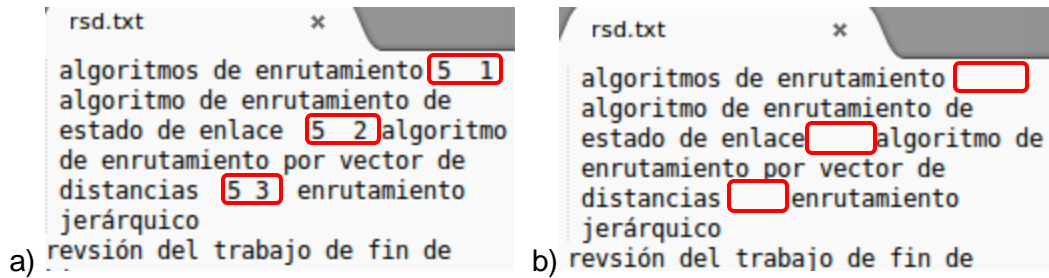 rsd.txt ×
algoritmos de enrutamiento 5 1
algoritmo de enrutamiento de
estado de enlace 5 2 algoritmo
de enrutamiento por vector de
distancias 5 3 enrutamiento
jerárquico
a) revsión del trabajo de fin de
rsd.txt ×
algoritmos de enrutamiento
algoritmo de enrutamiento de
estado de enlace algoritmo de
enrutamiento por vector de
distancias enrutamiento
jerárquico
b) revsión del trabajo de fin de